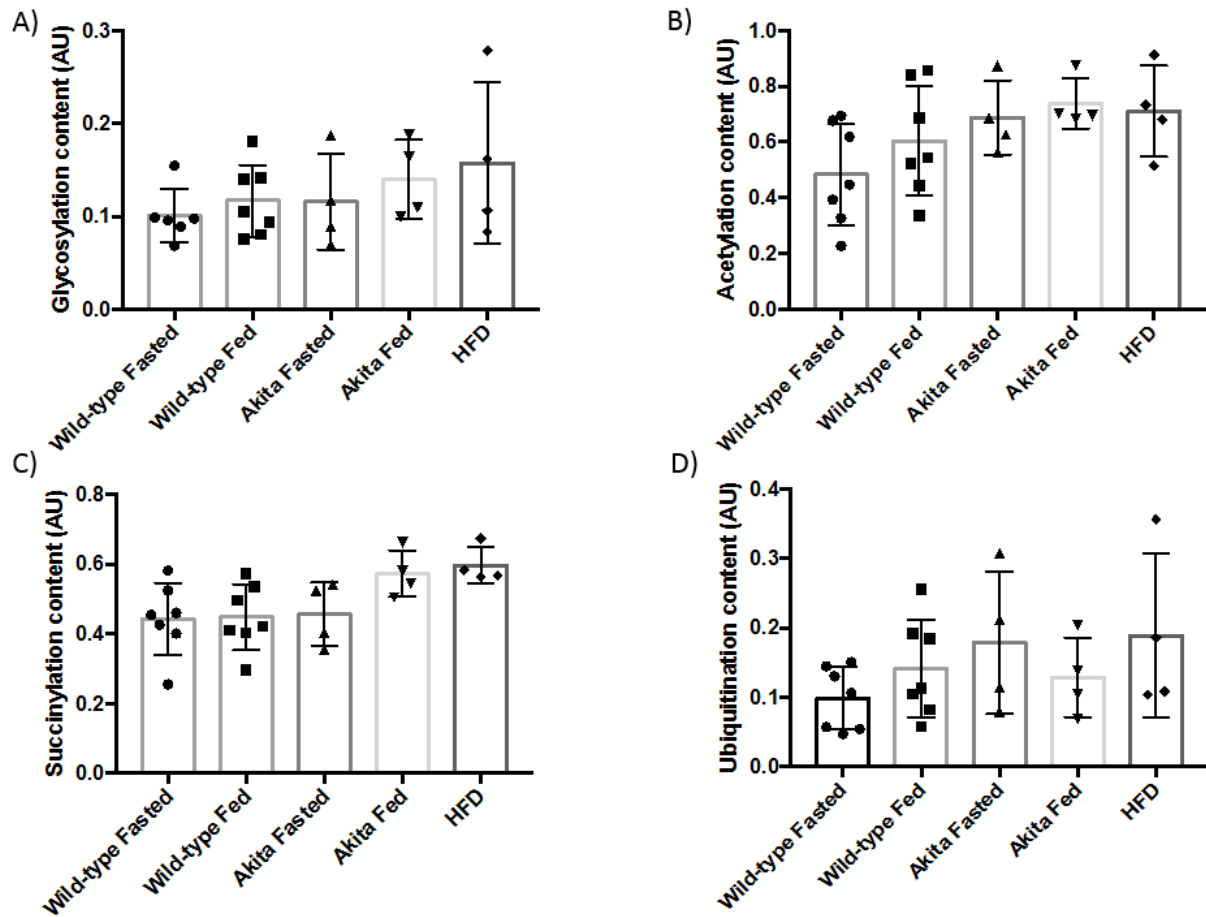 A)
Glycosylation content (AU)
0.3
0.2
0.1
0.0
Wild-type Fasted
Wild-type Fed
Akita Fasted
Akita Fed
HFD
B)
Acetylation content (AU)
1.0
0.8
0.6
0.4
0.2
0.0
Wild-type Fasted
Wild-type Fed
Akita Fasted
Akita Fed
HFD
C)
Succinylation content (AU)
0.8
0.6
0.4
0.2
0.0
Wild-type Fasted
Wild-type Fed
Akita Fasted
Akita Fed
HFD
D)
Ubiquitination content (AU)
0.4
0.3
0.2
0.1
0.0
Wild-type Fasted
Wild-type Fed
Akita Fasted
Akita Fed
HFD